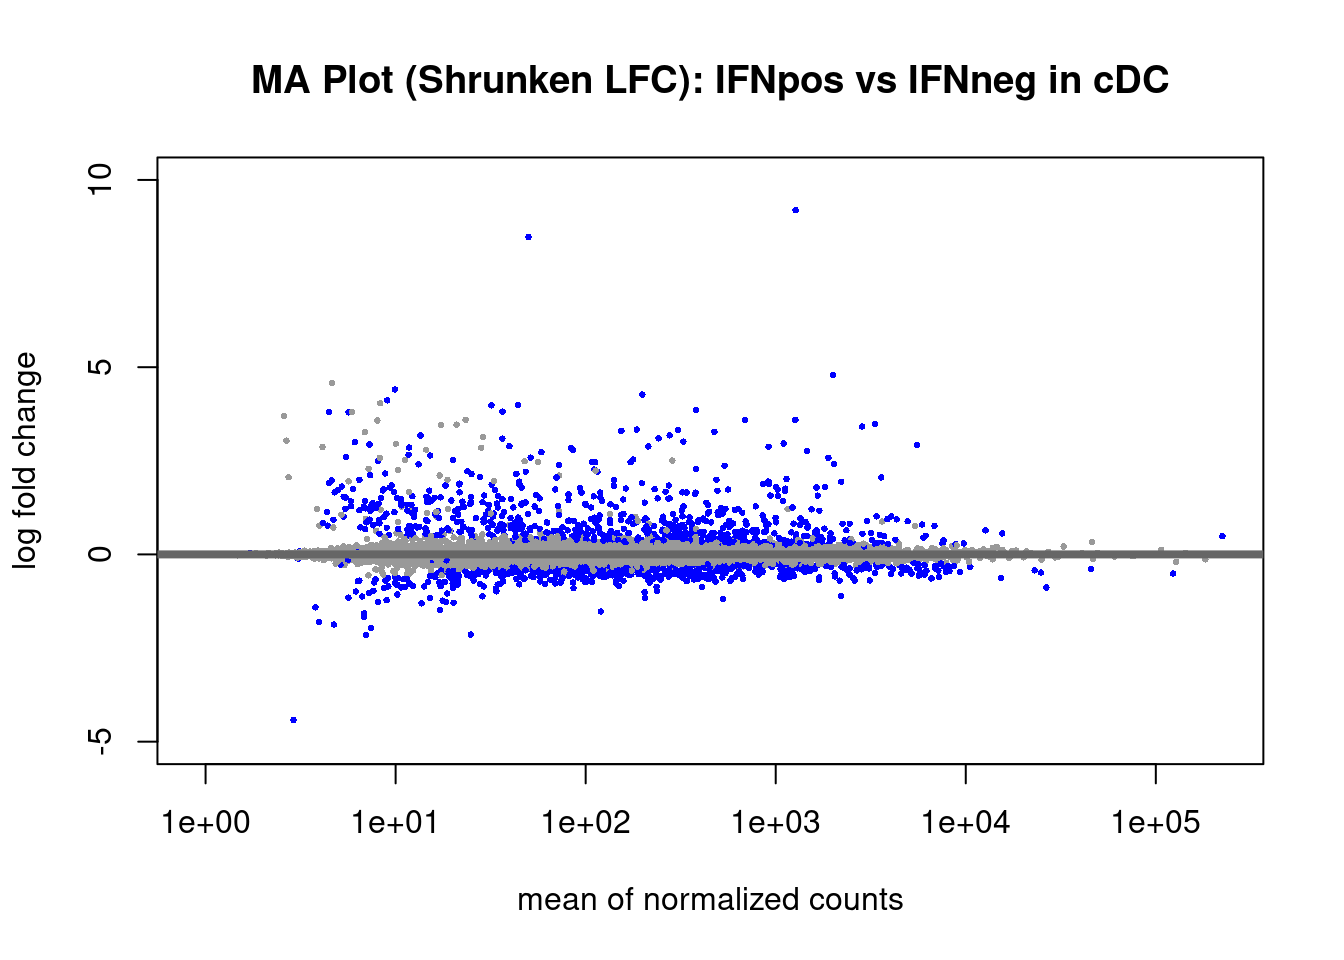 MA Plot (Shrunken LFC): IFNpos vs IFNneg in cDC
log fold change
10
5
0
-5
1e+00 1e+01 1e+02 1e+03 1e+04 1e+05
mean of normalized counts